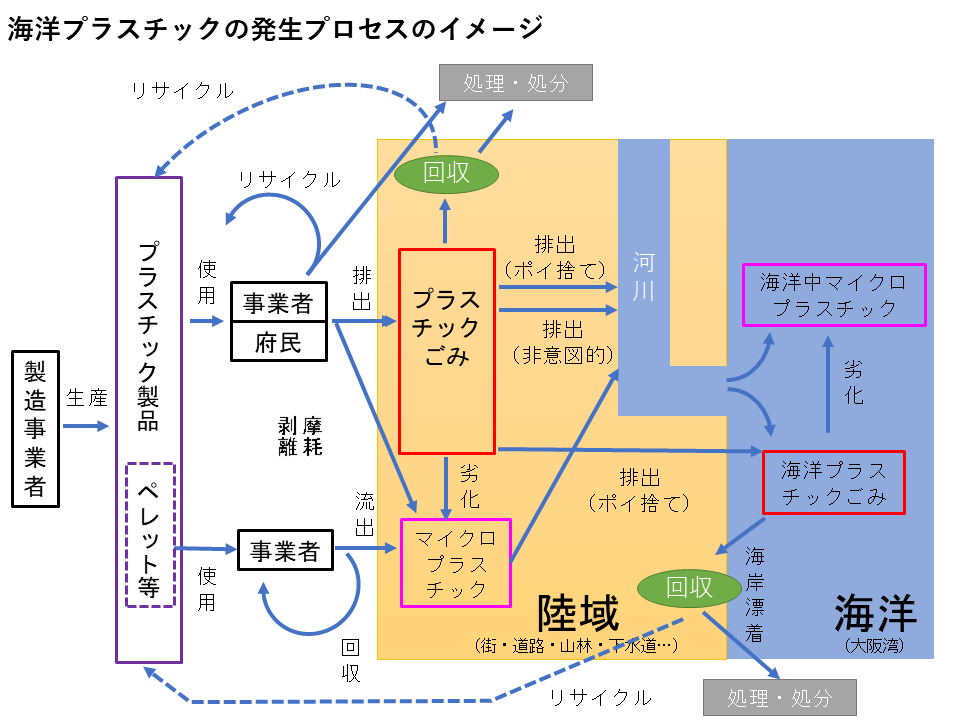 海洋プラスチックの発生プロセスのイメージ
処理・処分
リサイクル
回収
リサイクル
プラスチック製品
使用
事業者
府民
排出
プラス
チック
ごみ
排出
(ポイ捨て)
排出
(非意図的)
河川
海洋中マイクロ
プラスチック
製造事業者
生産
剥離
摩耗
劣化
劣化
海洋プラス
チックごみ
排出
(ポイ捨て)
ペレット等
使用
事業者
流出
マイクロ
プラス
チック
回収
回収
海岸漂着
陸域
(街・道路・山林・下水道…)
海洋
(大阪湾)
リサイクル
処理・処分